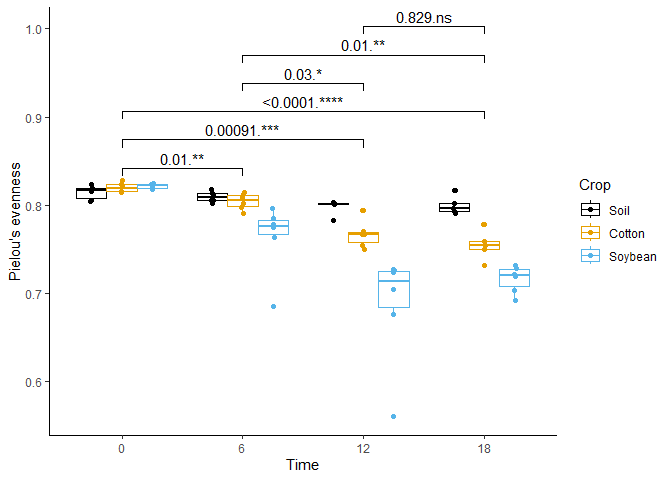 0.829.ns
0.01.**
0.03.*
<0.0001.****
0.00091.***
0.01.**
1.0
0.9
0.8
0.7
0.6
Pielou's evenness
0
6
12
18
Time
Crop
Soil
Cotton
Soybean